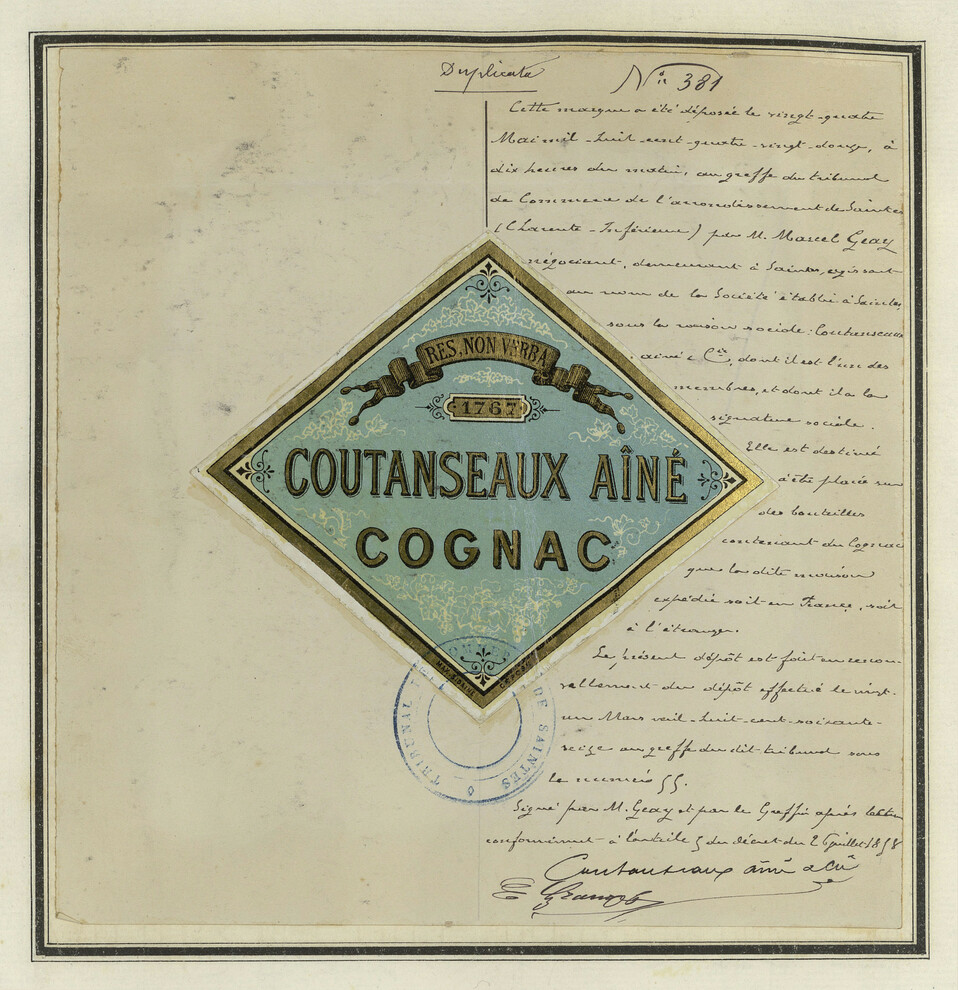 Duplicata
N° 381
Cette marque a été déposée le vingt-quatre
Mai mil-huit-cent-quatre-vingt-douze, à
dix heures du matin, au greffe du tribunal
de Commerce de l'arrondissement de Saintes
(Charente-Inférieure) par M. Marcel Geay
négociant, demeurant à Saintes, agissant
au nom de la Société établie à Saintes,
sous la raison sociale: Coutanseaux
aîné & Cie, dont il est l'un des
membres, et dont il a la
signature sociale.
Elle est destinée
à être placée sur
des bouteilles
contenant du Cognac
que la dite maison
expédie soit en France, soit
à l'étranger.
Le présent dépôt est fait en renou-
vellement du dépôt effectué le vingt-
un Mars mil-huit-cent-soixante-
seize au greffe du dit tribunal sous
le numéro 55.
Signé par M. Geay et par le Greffier après lecture
conformément à l'article 5 du décret du 26 juillet 1858
Coutanseaux aîné & Cie
RES. NON VERBA
1767
COUTANSEAUX AÎNÉ
COGNAC
DÉPOSÉ
TRIBUNAL DE SAINTES